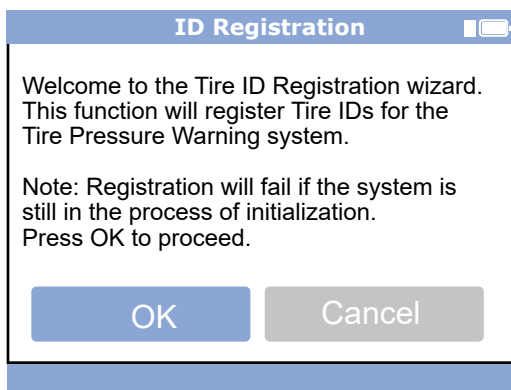 ID Registration
Welcome to the Tire ID Registration wizard.
This function will register Tire IDs for the
Tire Pressure Warning system.
Note: Registration will fail if the system is
still in the process of initialization.
Press OK to proceed.
OK
Cancel